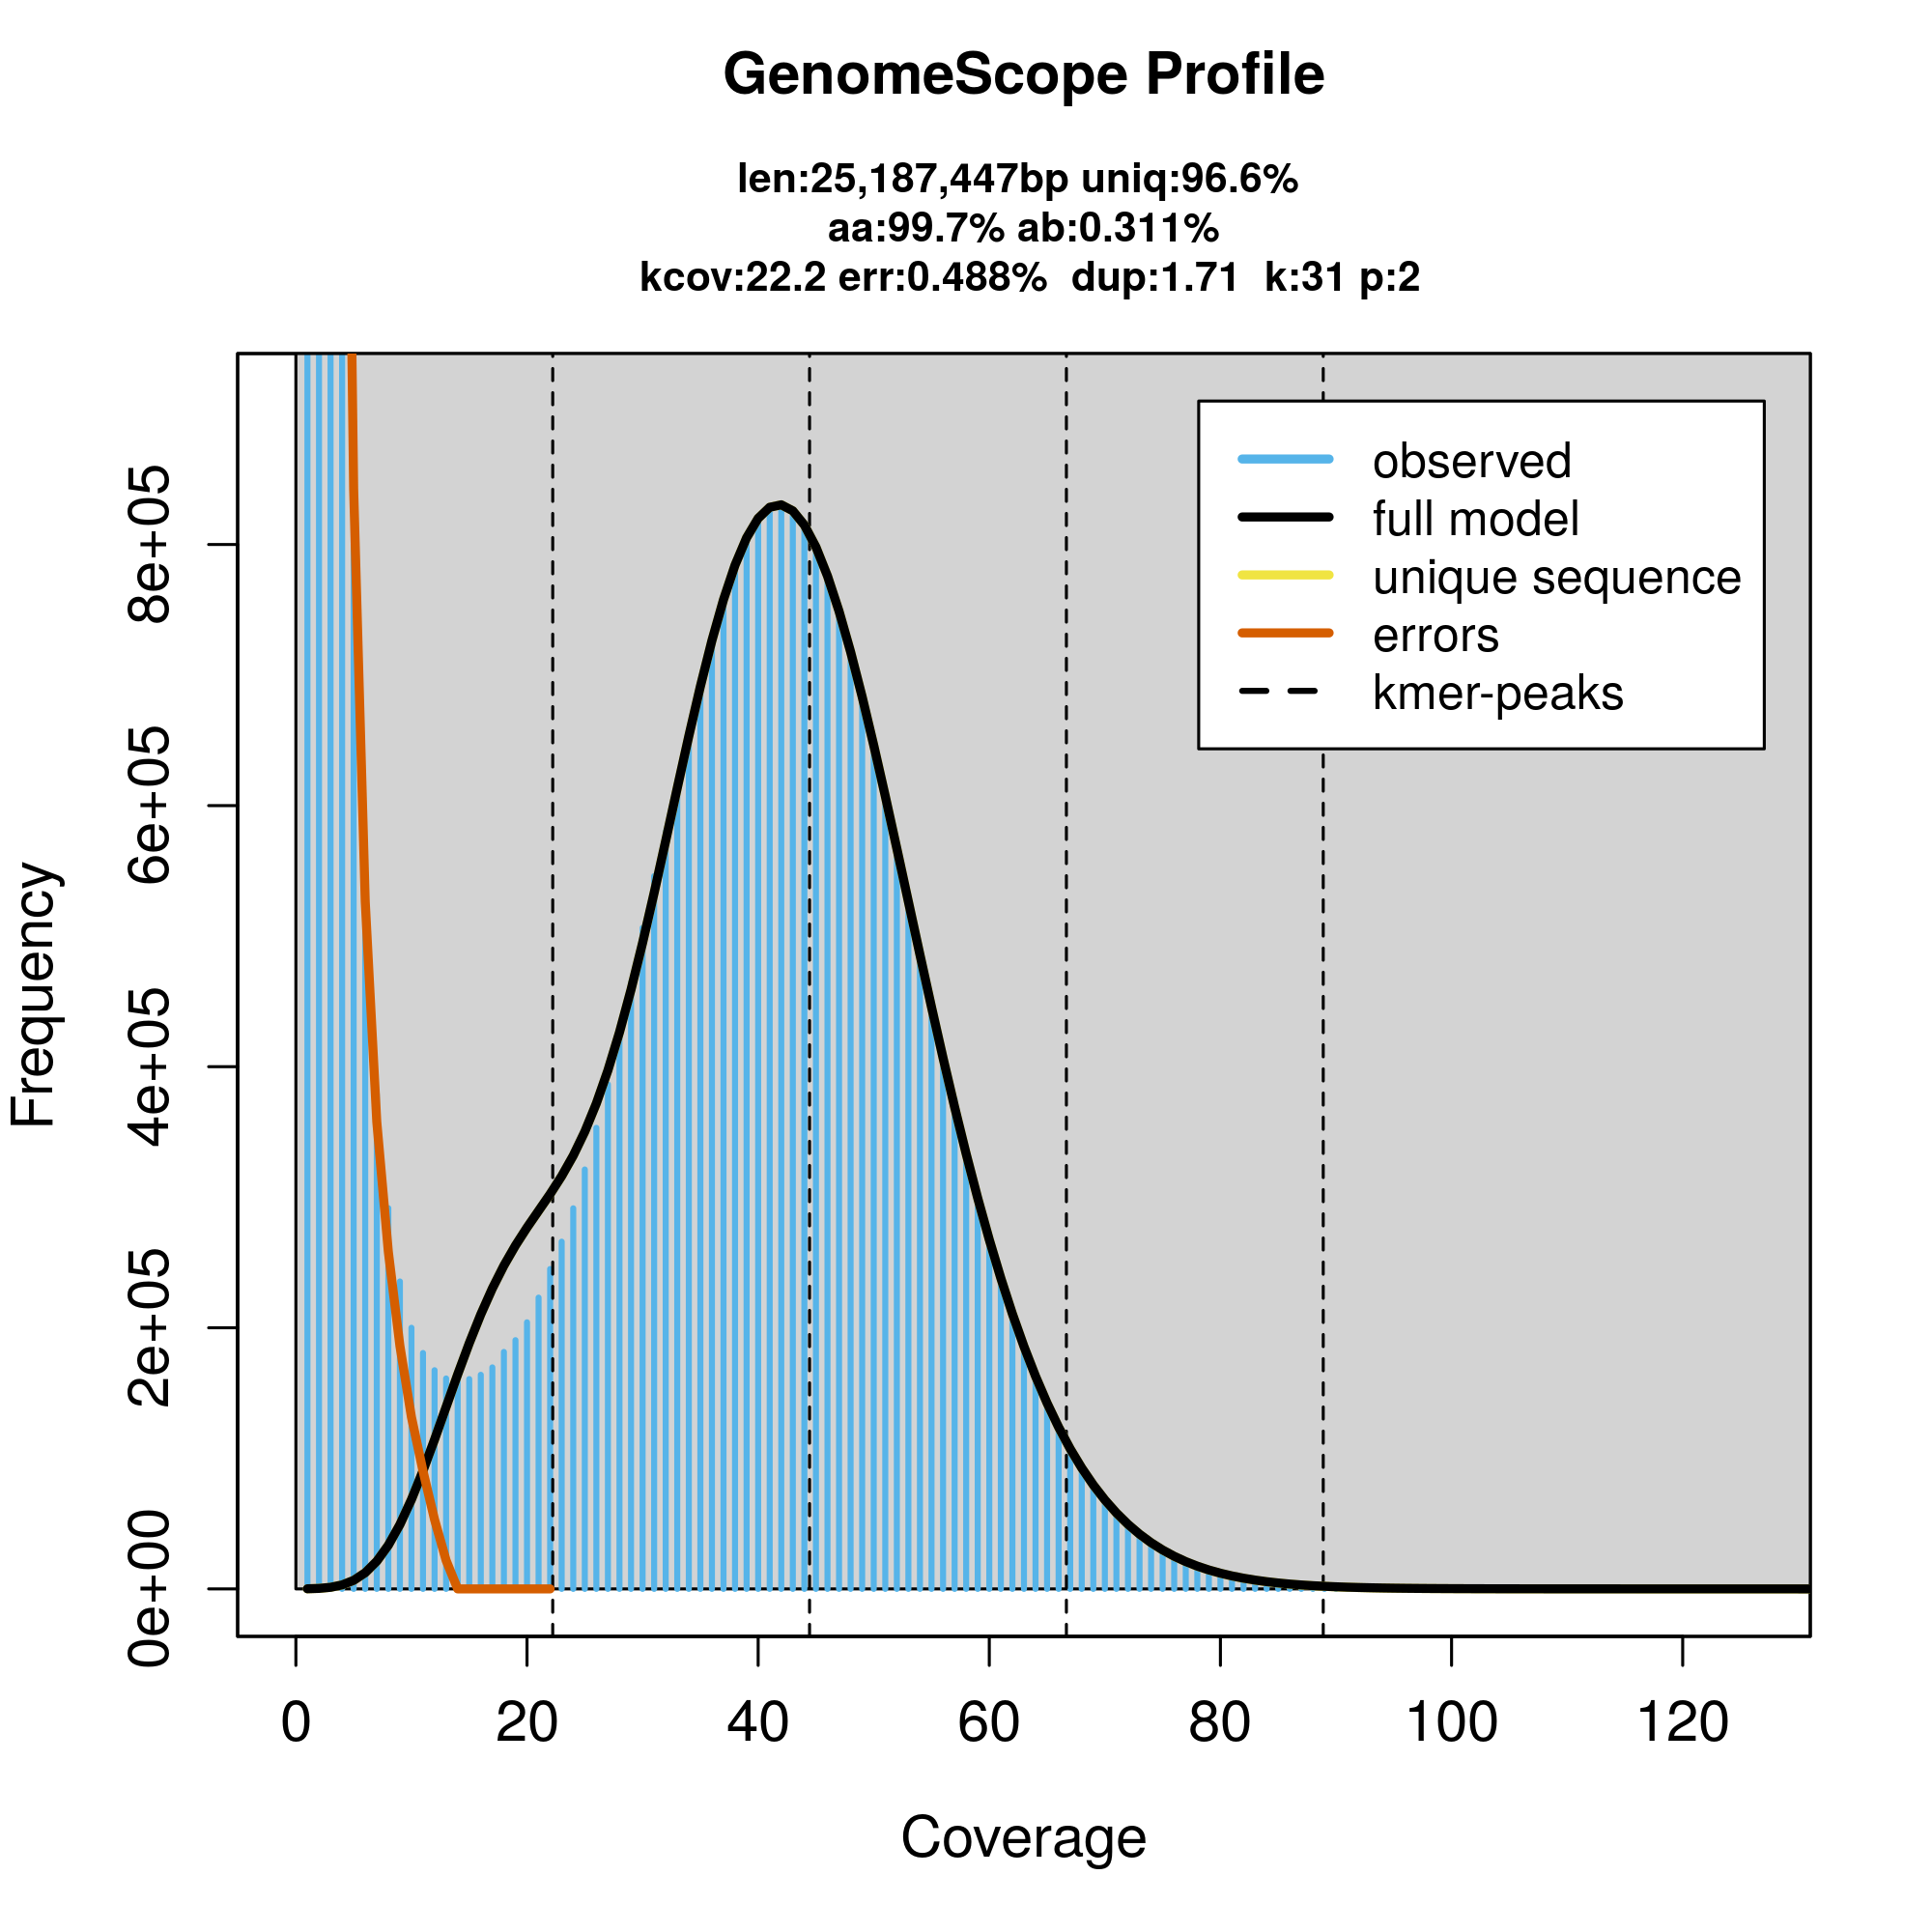 GenomeScope Profile
len:25,187,447bp uniq:96.6%
aa:99.7% ab:0.311%
kcov:22.2 err:0.488%  dup:1.71  k:31 p:2
observed
full model
unique sequence
errors
kmer-peaks
Frequency
8e+05
6e+05
4e+05
2e+05
0e+00
0 20 40 60 80 100 120
Coverage